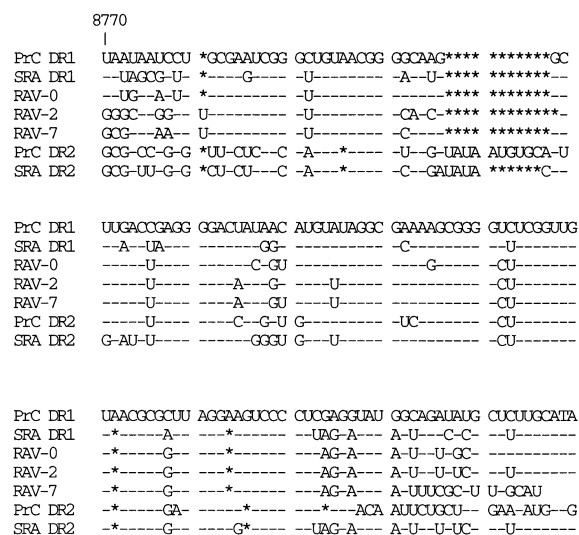 8770
|
PrC DR1 UAAUAAUCCU *GCGAAUCGG GCUGUAACGG GGCAAG**** *******GC
SRA DR1 --UAGCG-U- *----G---- ---U------ ----A-U--- **** *******--
RAV-0 --UG--A-U- *--------- ---U------ ------**** *******--
RAV-2 GGGC--GG-- U--------- ---U------ --CA-C**** ********-
RAV-7 GCG---AA-- U--------- ---U------ --C---**** *******--
PrC DR2 GCG-CC-G-G *UU-CUC--C -A---*---- --U-G-UAUA AUGUGCA-U
SRA DR2 GCG-UU-G-G *CU-CU---C -A---*---- --C--GAUAUA ******C--
PrC DR1 UUGACCGAGG GGACUAUAAC AUGUAUAGGC GAAAAGCGGG GUCUCGGUUG
SRA DR1 --A--UA--- ------GG-- ---------- -C-------- ---U------
RAV-0 -----U---- -----C-GU- ---------- ----G----- -CU-------
RAV-2 -----U---- ---A---G-- ---U------ ---------- -CU-------
RAV-7 -----U---- ---A---GU- ---U------ ---------- -CU-------
PrC DR2 -----U---- ---C--G-U G--------- -UC------- -CU-------
SRA DR2 G-AU-U---- -----GGGU G--U------ ---------- -CU-------
PrC DR1 UAACGCGCUU AGGAAGUCCC CUCGAGGUAU GGCAGAUAUG CUCUUGCAUA
SRA DR1 -*-----A-- ---*------ ---UAG-A-- A-U---C-C- ---U------
RAV-0 -*-----G-- ---*------ ----AG-A-- A-U--U-GC- ----------
RAV-2 -*-----G-- ---*------ ----AG-A-- A-U--U-UC- ---U------
RAV-7 -*-----G-- ---*------ ----AG-A-- A-UUUCGC-U U-GCAU
PrC DR2 -*-----GA- -----*---- ----*---ACA AUUCUGCU-- GAA-AUG--G
SRA DR2 -*-----G-- ----G*---- ---UAG-A-- A-U--U-UC- ---U------